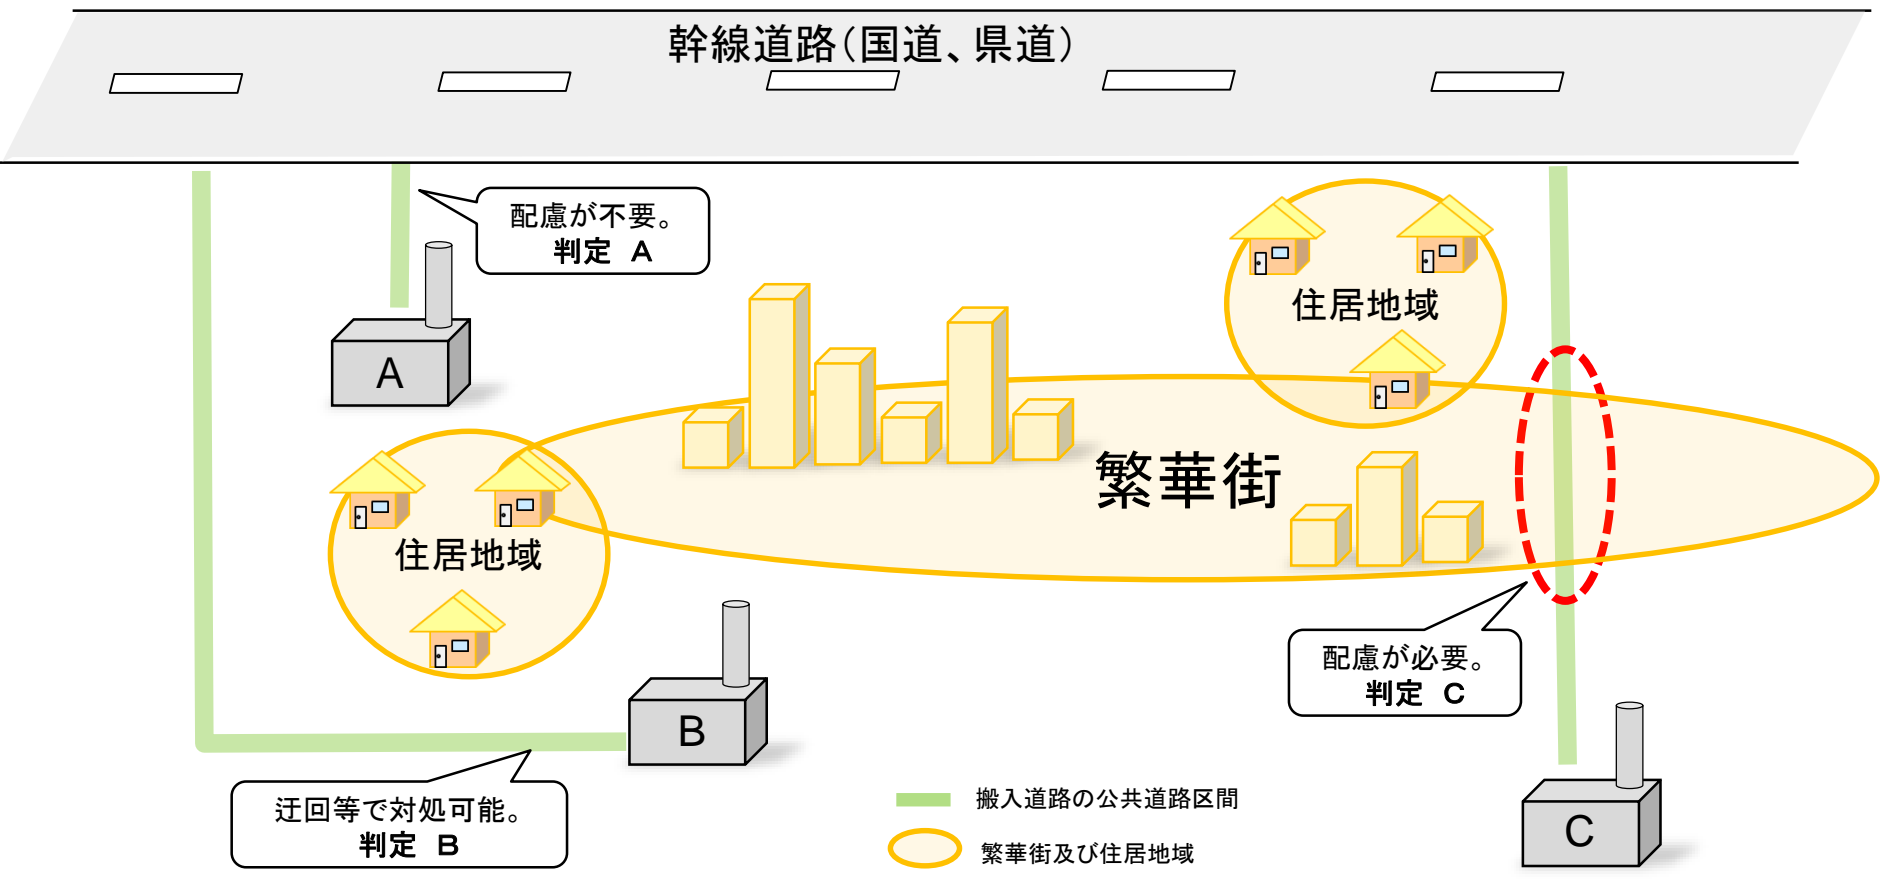 幹線道路(国道、県道)
配慮が不要。
判定 A
A
住居地域
繁華街
住居地域
B
配慮が必要。
判定 C
迂回等で対処可能。
判定 B
搬入道路の公共道路区間
繁華街及び住居地域
C